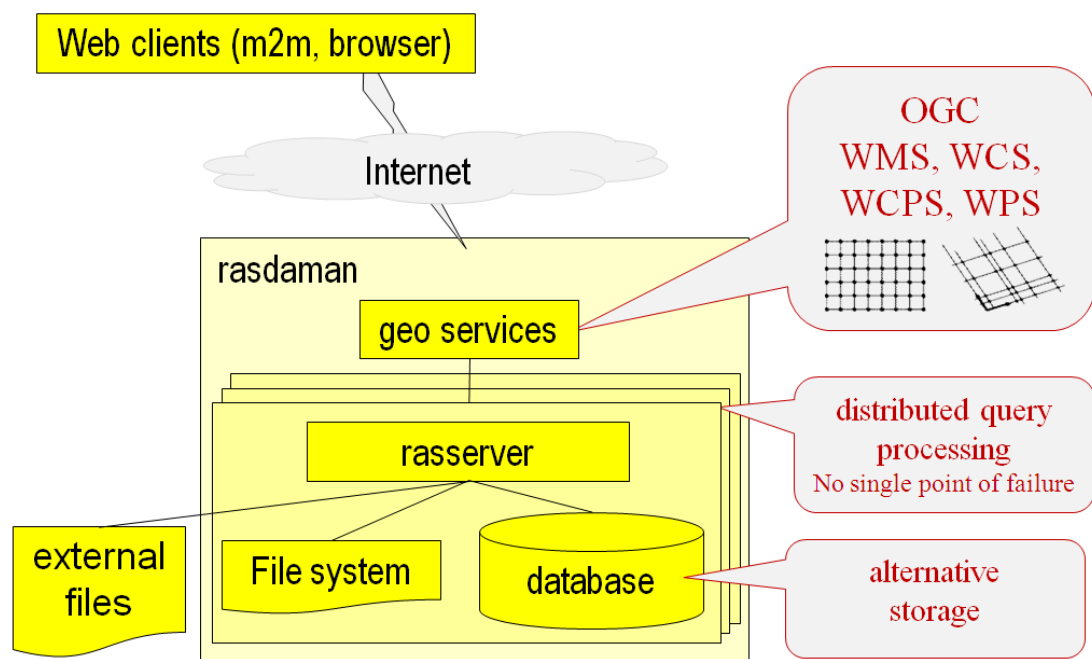 Web clients (m2m, browser)
Internet
rasdaman
geo services
rasserver
external
files
File system
database
OGC
WMS, WCS,
WCPS, WPS
distributed query
processing
No single point of failure
alternative
storage